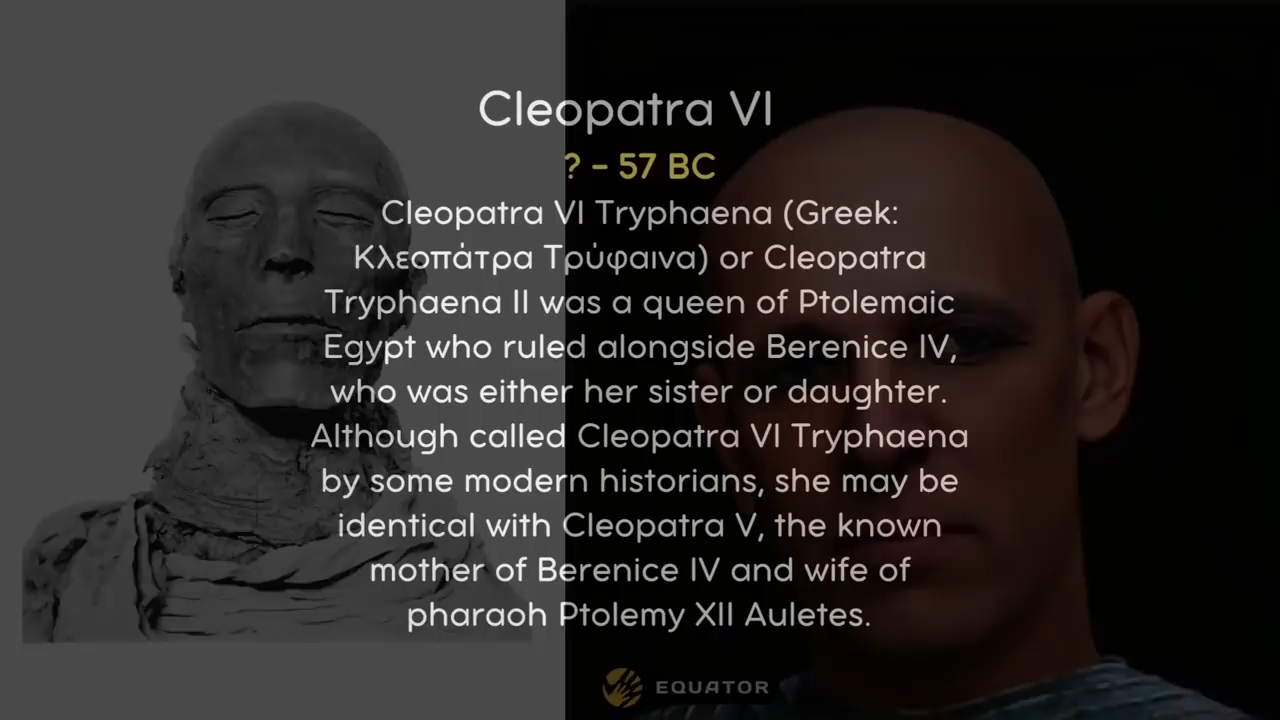 Cleopatra VI
? – 57 BC
Cleopatra VI Tryphaena (Greek:
Κλεοπάτρα Τρύφαινα) or Cleopatra
Tryphaena II was a queen of Ptolemaic
Egypt who ruled alongside Berenice IV,
who was either her sister or daughter.
Although called Cleopatra VI Tryphaena
by some modern historians, she may be
identical with Cleopatra V, the known
mother of Berenice IV and wife of
pharaoh Ptolemy XII Auletes.
EQUATOR